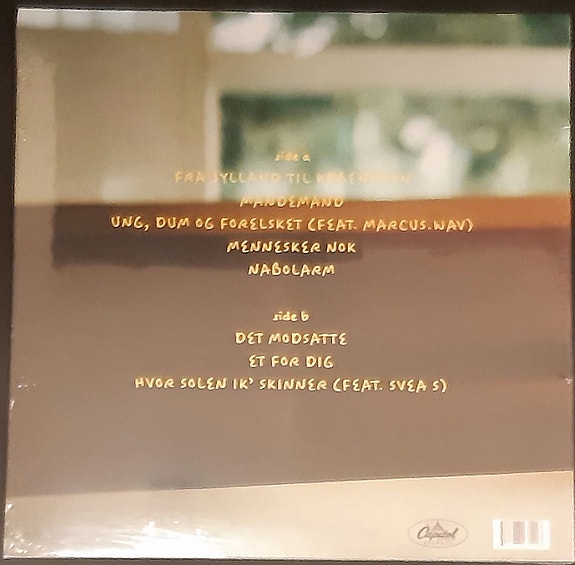 side a
FRA JYLLAND TIL KØBENHAVN
MANDEMAND
UNG, DUM OG FORELSKET (FEAT. MARCUS.WAV)
MENNESKER NOK
NABOLARM
side b
DET MODSATTE
ET FOR DIG
HVOR SOLEN IK' SKINNER (FEAT. SVEA S)
Capitol